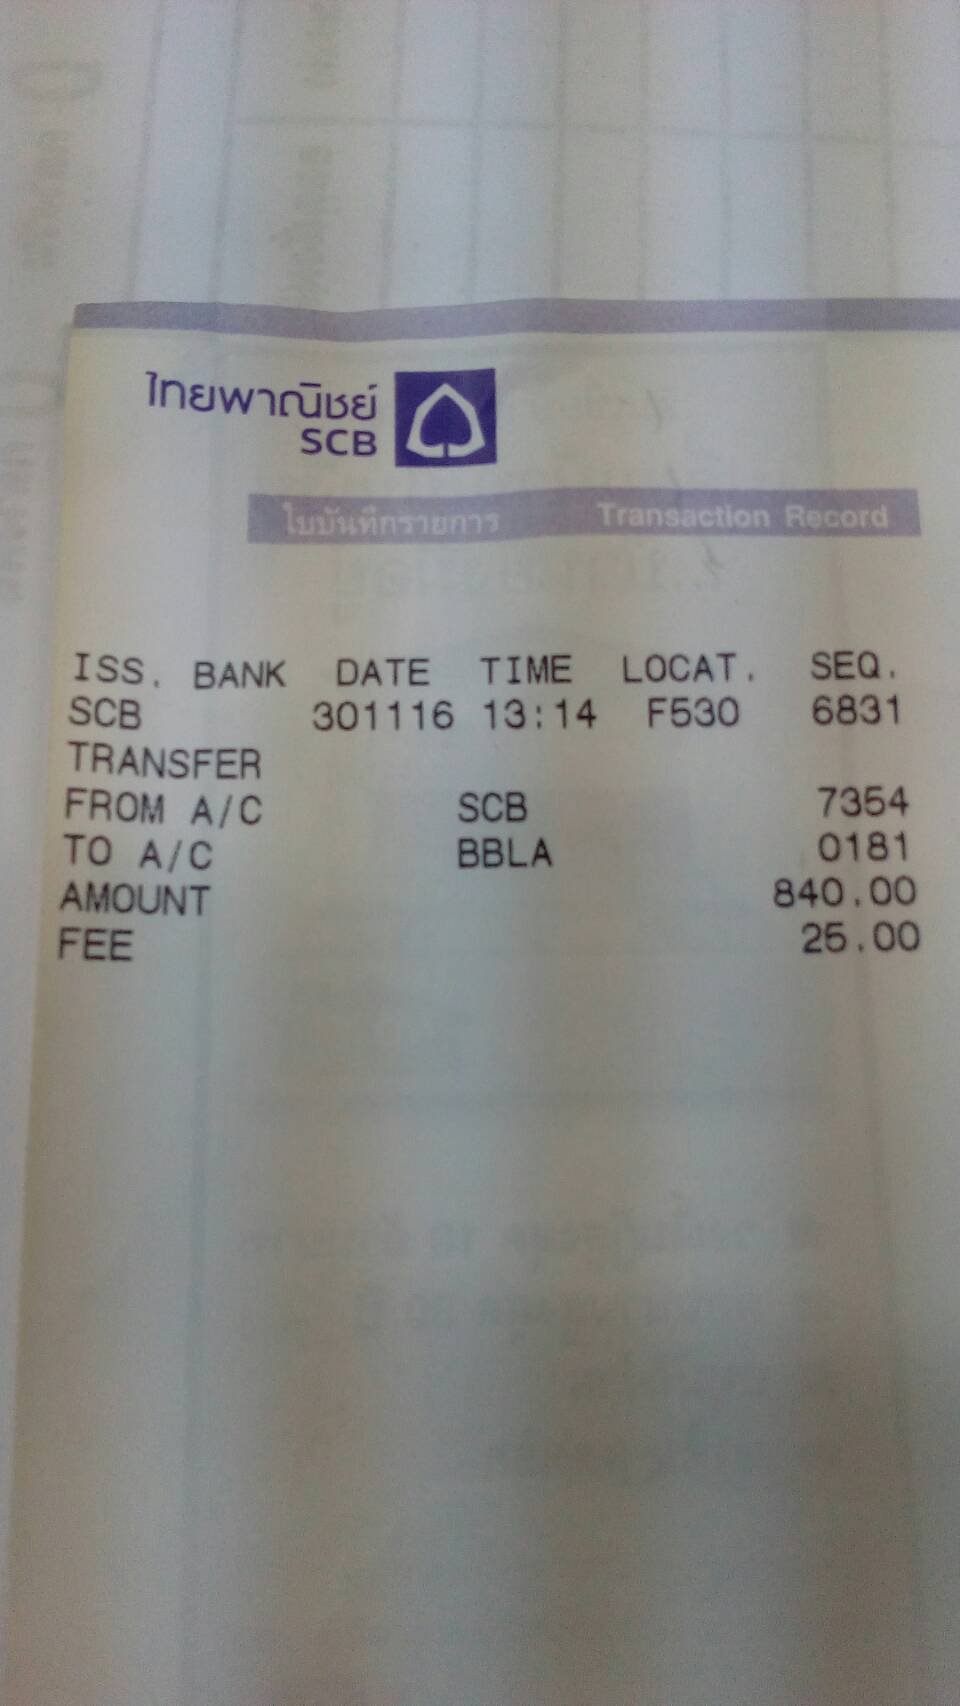 ไทยพาณิชย์
SCB
ใบบันทึกรายการ Transaction Record
ISS. BANK DATE TIME LOCAT. SEQ.
SCB 301116 13:14 F530 6831
TRANSFER
FROM A/C SCB 7354
TO A/C BBLA 0181
AMOUNT 840.00
FEE 25.00